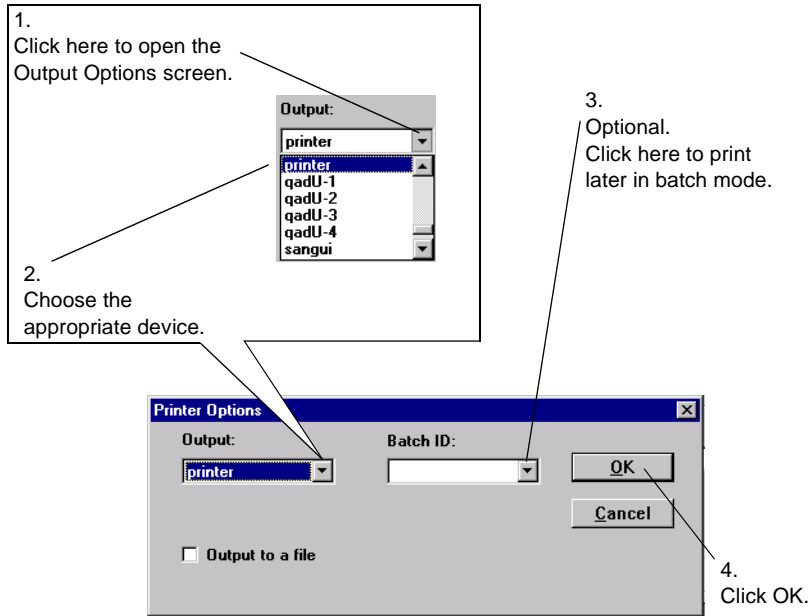 1.
Click here to open the
Output Options screen.
Output:
printer
printer
qadU-1
qadU-2
qadU-3
qadU-4
sangui
2.
Choose the
appropriate device.
3.
Optional.
Click here to print
later in batch mode.
Printer Options
Output:
Batch ID:
printer
OK
Cancel
Output to a file
4.
Click OK.